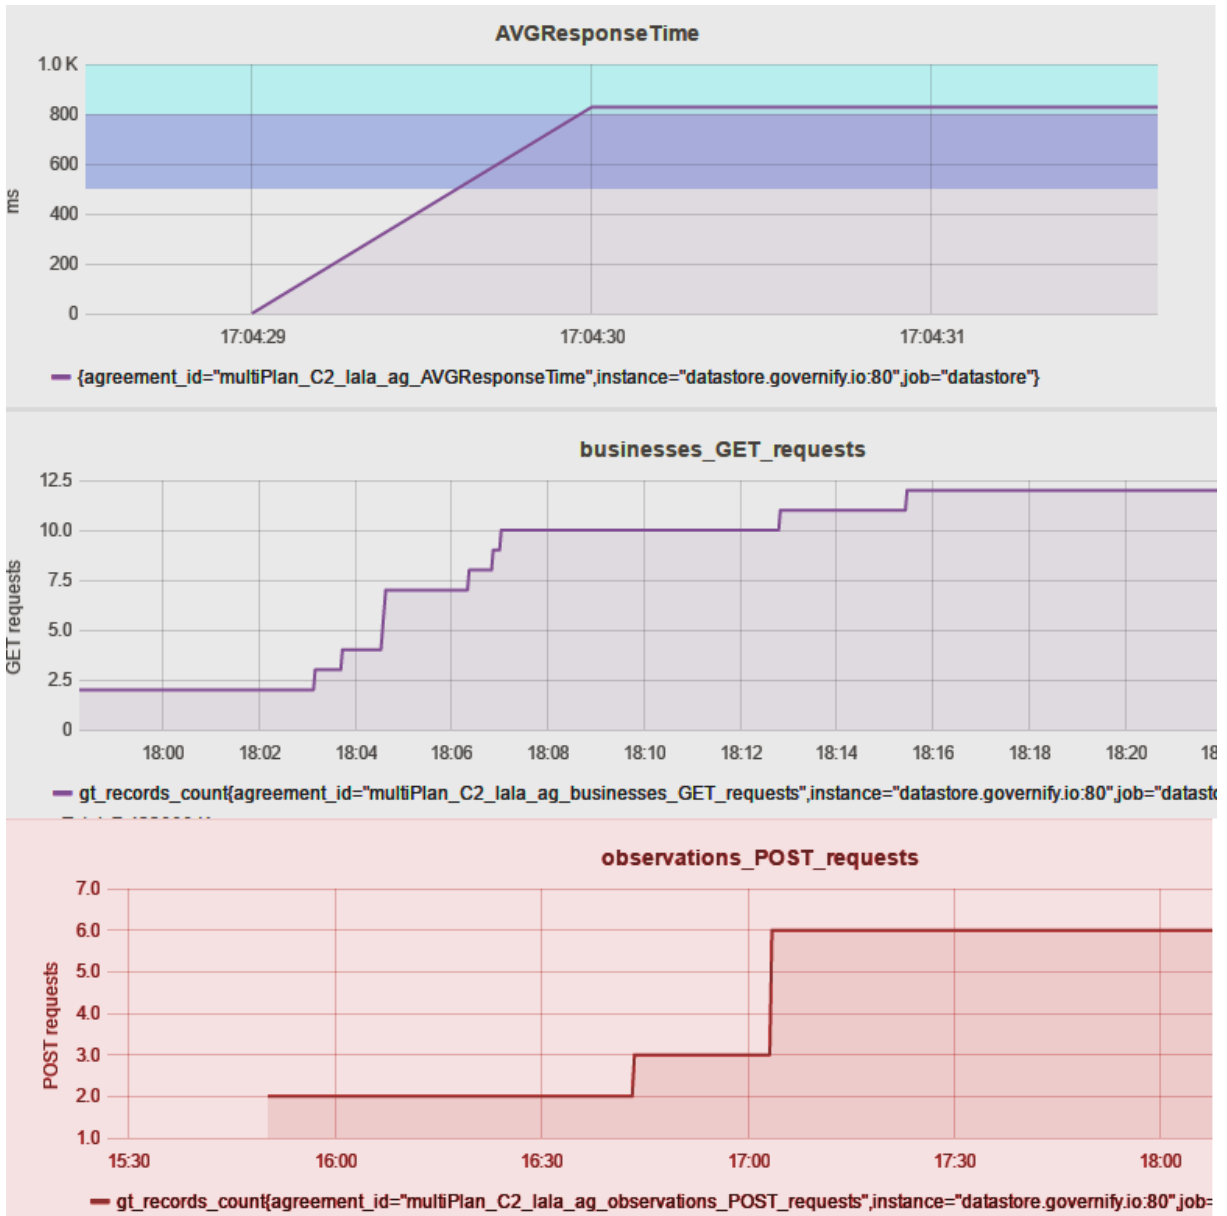 AVGResponseTime
1.0 K
800
600
400
200
0
ms
17:04:29 17:04:30 17:04:31
{agreement_id="multiPlan_C2_lala_ag_AVGResponseTime",instance="datastore.governify.io:80",job="datastore"}
businesses_GET_requests
12.5
10.0
7.5
5.0
2.5
0
GET requests
18:00 18:02 18:04 18:06 18:08 18:10 18:12 18:14 18:16 18:18 18:20 18
gt_records_count{agreement_id="multiPlan_C2_lala_ag_businesses_GET_requests",instance="datastore.governify.io:80",job="datasto
observations_POST_requests
7.0
6.0
5.0
4.0
3.0
2.0
1.0
POST requests
15:30 16:00 16:30 17:00 17:30 18:00
gt_records_count{agreement_id="multiPlan_C2_lala_ag_observations_POST_requests",instance="datastore.governify.io:80",job=